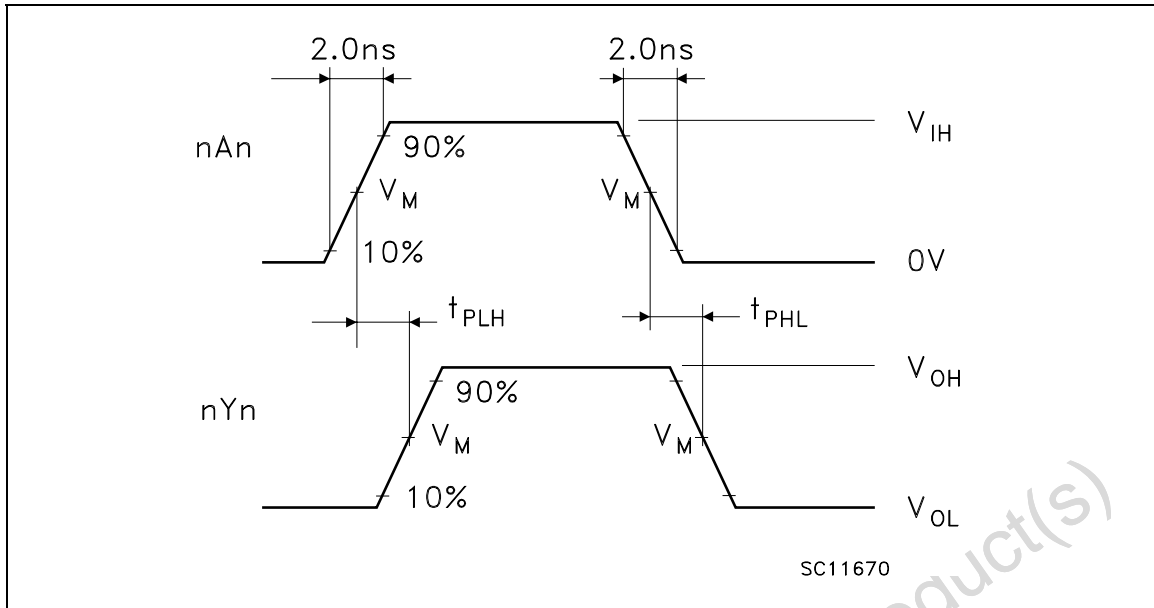 2.0ns 2.0ns
nAn
90%
V_IH
V_M V_M
10%
0V
t_PLH t_PHL
nYn
90%
V_OH
V_M V_M
10%
V_OL
SC11670